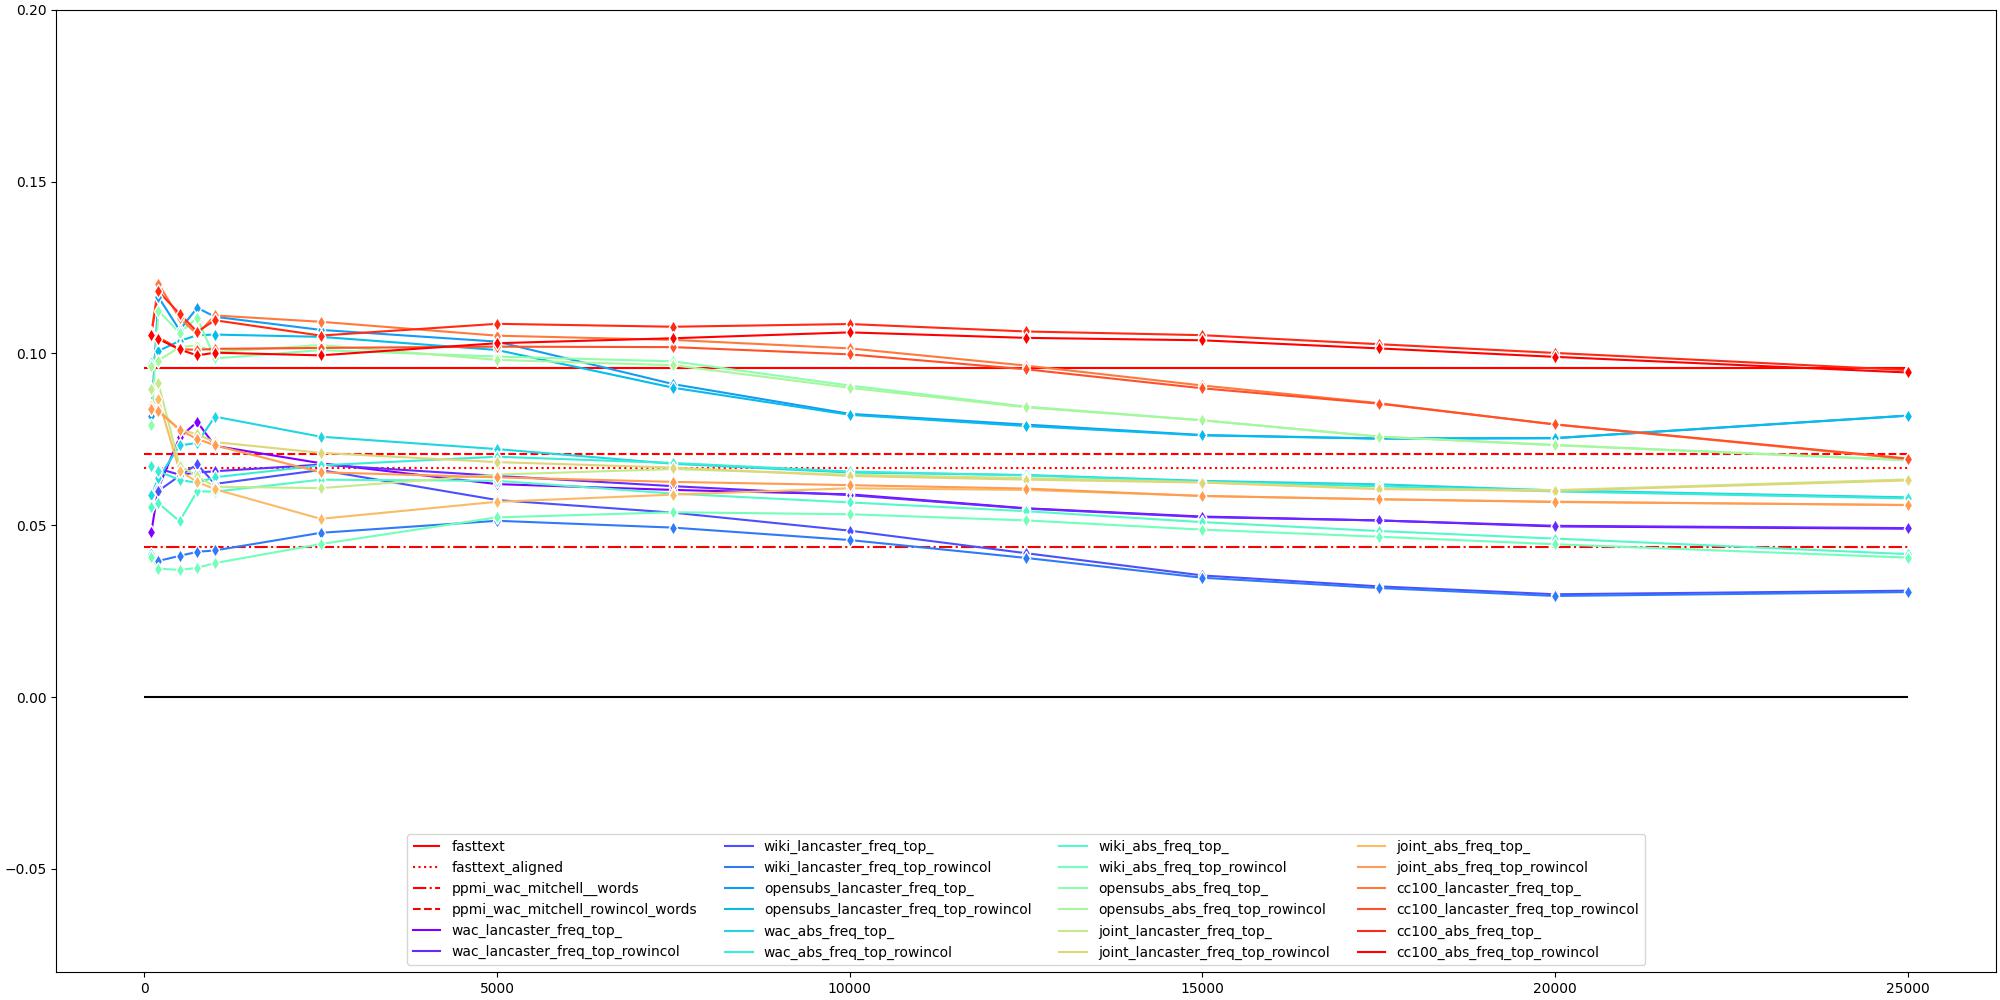 0.20
0.15
0.10
0.05
0.00
−0.05
fasttext
fasttext_aligned
ppmi_wac_mitchell__words
ppmi_wac_mitchell_rowincol_words
wac_lancaster_freq_top_
wac_lancaster_freq_top_rowincol
wiki_lancaster_freq_top_
wiki_lancaster_freq_top_rowincol
opensubs_lancaster_freq_top_
opensubs_lancaster_freq_top_rowincol
wac_abs_freq_top_
wac_abs_freq_top_rowincol
wiki_abs_freq_top_
wiki_abs_freq_top_rowincol
opensubs_abs_freq_top_
opensubs_abs_freq_top_rowincol
joint_lancaster_freq_top_
joint_lancaster_freq_top_rowincol
joint_abs_freq_top_
joint_abs_freq_top_rowincol
cc100_lancaster_freq_top_
cc100_lancaster_freq_top_rowincol
cc100_abs_freq_top_
cc100_abs_freq_top_rowincol
0 5000 10000 15000 20000 25000